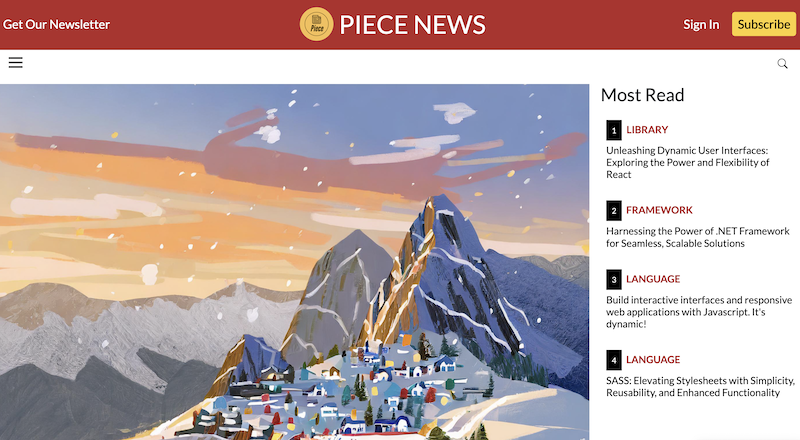 Get Our Newsletter
Piece
PIECE NEWS
Sign In
Subscribe
Most Read
1 LIBRARY
Unleashing Dynamic User Interfaces:
Exploring the Power and Flexibility of
React
2 FRAMEWORK
Harnessing the Power of .NET Framework
for Seamless, Scalable Solutions
3 LANGUAGE
Build interactive interfaces and responsive
web applications with Javascript. It's
dynamic!
4 LANGUAGE
SASS: Elevating Stylesheets with Simplicity,
Reusability, and Enhanced Functionality